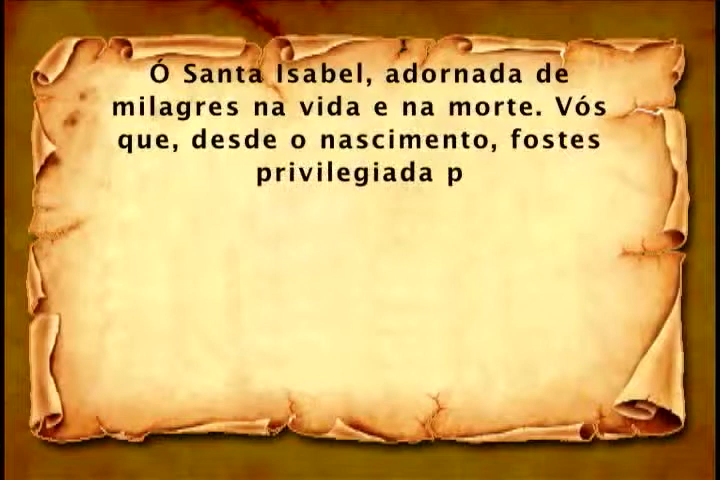 Ó Santa Isabel, adornada de
milagres na vida e na morte. Vós
que, desde o nascimento, fostes
privilegiada p